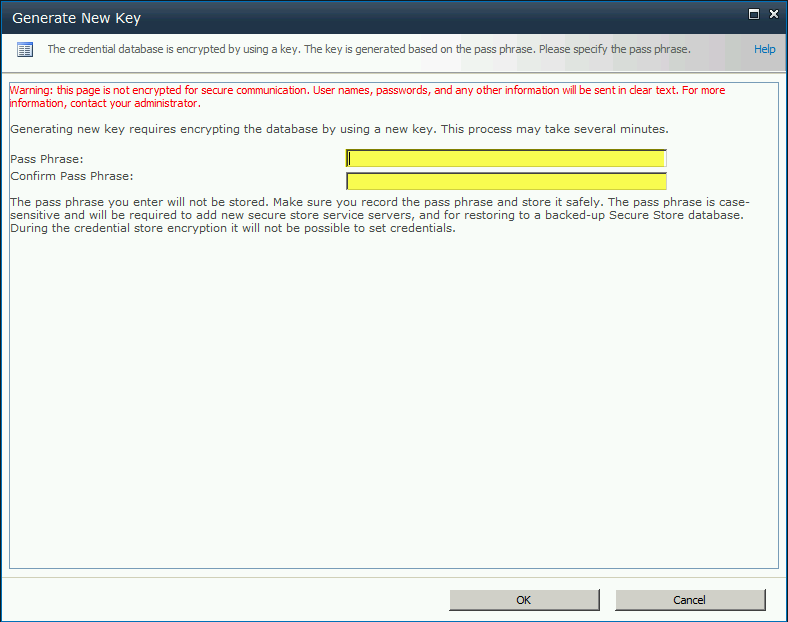 Generate New Key
The credential database is encrypted by using a key. The key is generated based on the pass phrase. Please specify the pass phrase.
Help
Warning: this page is not encrypted for secure communication. User names, passwords, and any other information will be sent in clear text. For more
information, contact your administrator.
Generating new key requires encrypting the database by using a new key. This process may take several minutes.
Pass Phrase:
Confirm Pass Phrase:
The pass phrase you enter will not be stored. Make sure you record the pass phrase and store it safely. The pass phrase is case-
sensitive and will be required to add new secure store service servers, and for restoring to a backed-up Secure Store database.
During the credential store encryption it will not be possible to set credentials.
OK
Cancel